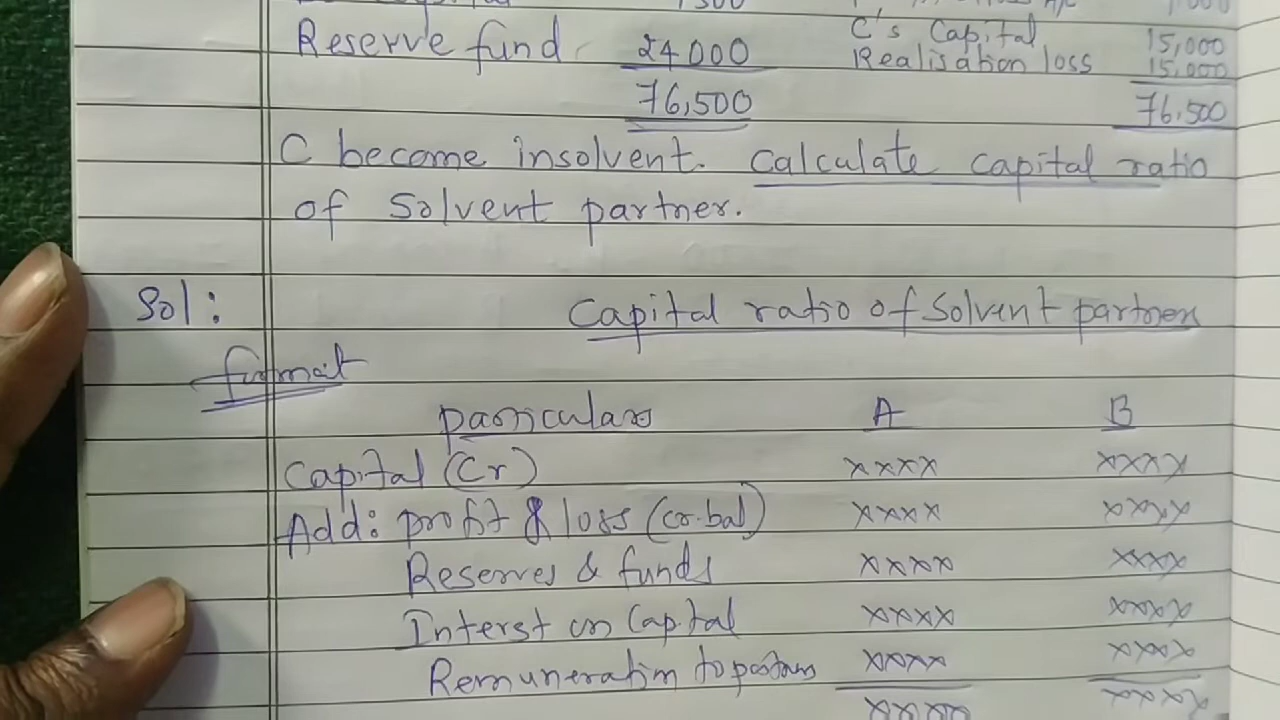 Reserve fund 24000 C's Capital 15,000
Realisation loss 15,000
76,500 76,500
C become insolvent. Calculate capital ratio
of Solvent partner.
Sol: Capital ratio of Solvent partners
format
particulars A B
Capital (Cr) xxxx xxxx
Add: profit & loss (cr. bal) xxxx xxxx
Reserves & funds xxxx xxxx
Interst on Capital xxxx xxxx
Remuneration to partners xxxx xxxx
xxxx xxxx